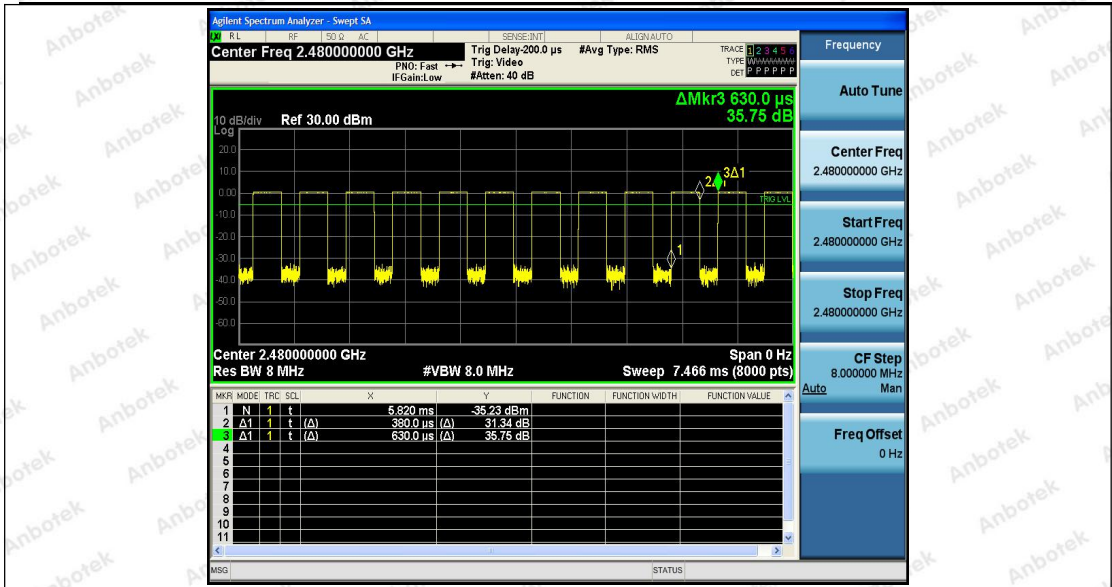 Agilent Spectrum Analyzer - Swept SA
RL RF 50 Ω AC SENSE:INT ALIGN AUTO
Center Freq 2.480000000 GHz
PNO: Fast
IFGain:Low
Trig Delay-200.0 µs
Trig: Video
#Atten: 40 dB
#Avg Type: RMS
TRACE 1 2 3 4 5 6
TYPE
DET P P P P P P
ΔMkr3 630.0 µs
35.75 dB
10 dB/div Ref 30.00 dBm
Log
20.0
10.0
0.00
-10.0
-20.0
-30.0
-40.0
-50.0
-60.0
3Δ1
TRIG LVL
1
Center 2.480000000 GHz Span 0 Hz
Res BW 8 MHz #VBW 8.0 MHz Sweep 7.466 ms (8000 pts)
MKR MODE TRC SCL X Y FUNCTION FUNCTION WIDTH FUNCTION VALUE
1 N 1 t 5.820 ms -35.23 dBm
2 Δ1 1 t (Δ) 380.0 µs (Δ) 31.34 dB
3 Δ1 1 t (Δ) 630.0 µs (Δ) 35.75 dB
4
5
6
7
8
9
10
11
MSG STATUS
Frequency
Auto Tune
Center Freq
2.480000000 GHz
Start Freq
2.480000000 GHz
Stop Freq
2.480000000 GHz
CF Step
8.000000 MHz
Auto Man
Freq Offset
0 Hz
Anbotek